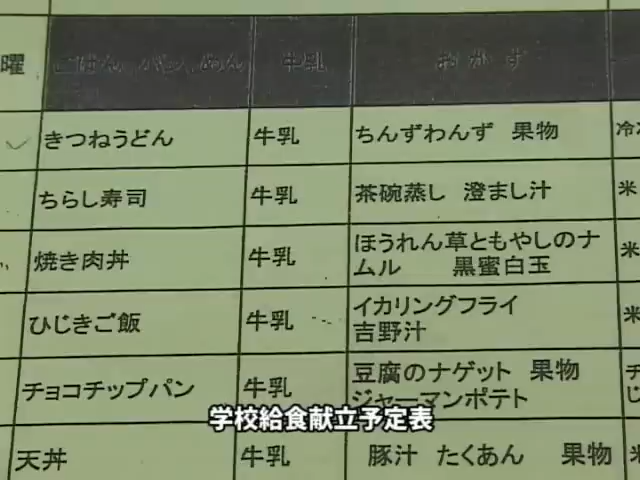 曜 ごはん、パン、めん 牛乳 おかず
きつねうどん 牛乳 ちんずわんず 果物
ちらし寿司 牛乳 茶碗蒸し 澄まし汁 米
焼き肉丼 牛乳 ほうれん草ともやしのナ
ムル 黒蜜白玉 米
ひじきご飯 牛乳 イカリングフライ
吉野汁 米
チョコチップパン 牛乳 豆腐のナゲット 果物
ジャーマンポテト
学校給食献立予定表
天丼 牛乳 豚汁 たくあん 果物 米